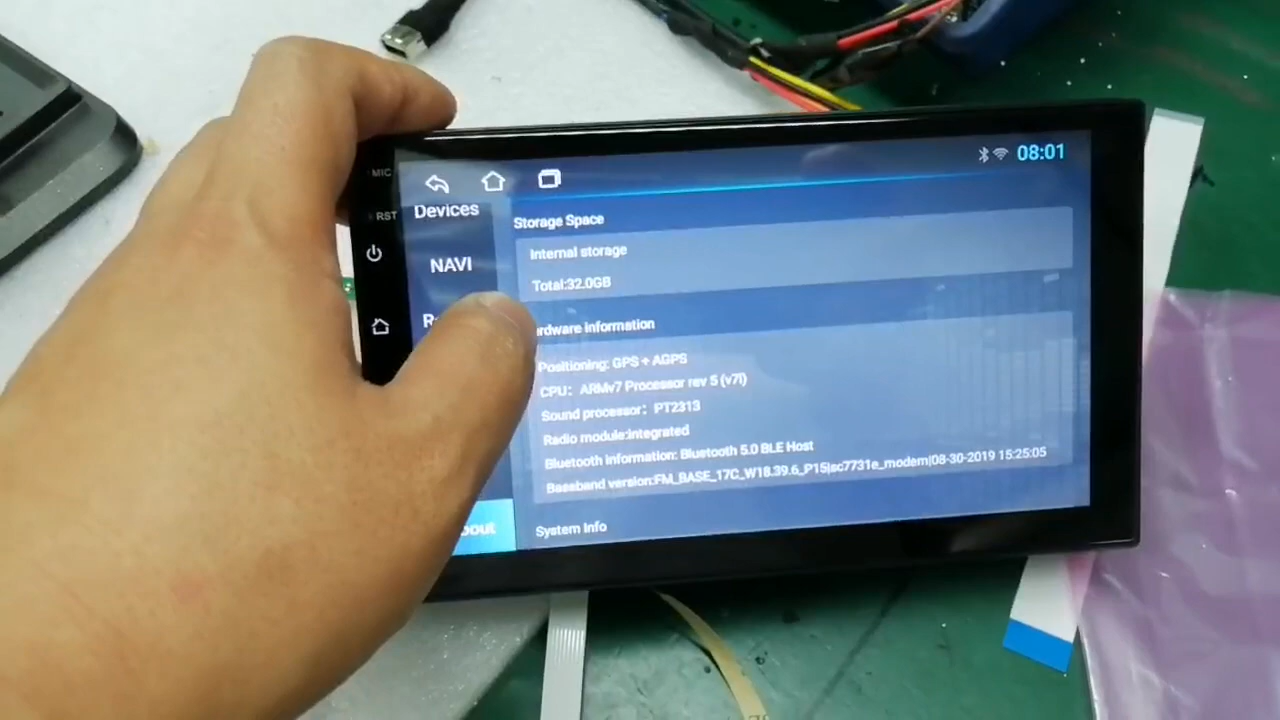 MIC
RST
08:01
Devices
NAVI
Storage Space
Internal storage
Total:32.0GB
rdware information
Positioning: GPS + AGPS
CPU: ARMv7 Processor rev 5 (v7l)
Sound processor: PT2313
Radio module:integrated
Bluetooth information: Bluetooth 5.0 BLE Host
Baseband version:FM_BASE_17C_W18.39.6_P15|sc7731e_modem|08-30-2019 15:25:05
bout
System Info